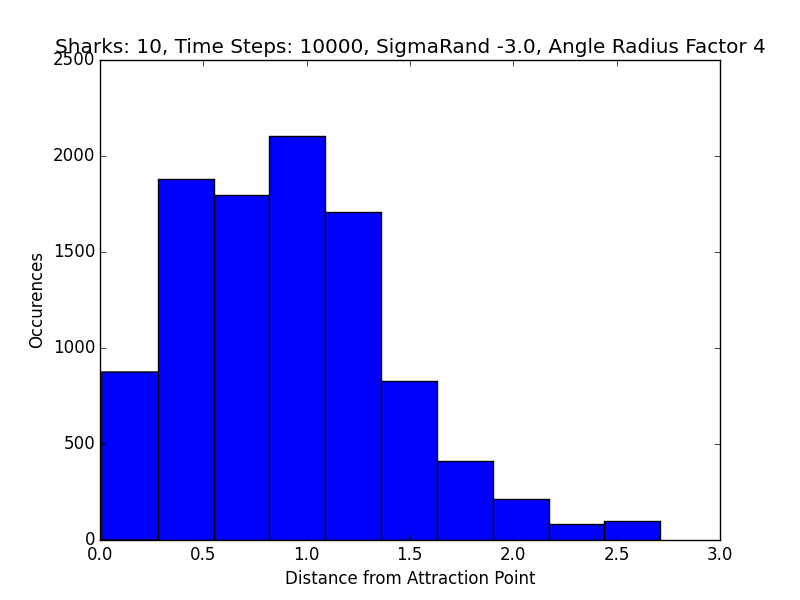 Sharks: 10, Time Steps: 10000, SigmaRand -3.0, Angle Radius Factor 4
2500
2000
1500
1000
500
0
Occurences
0.0 0.5 1.0 1.5 2.0 2.5 3.0
Distance from Attraction Point